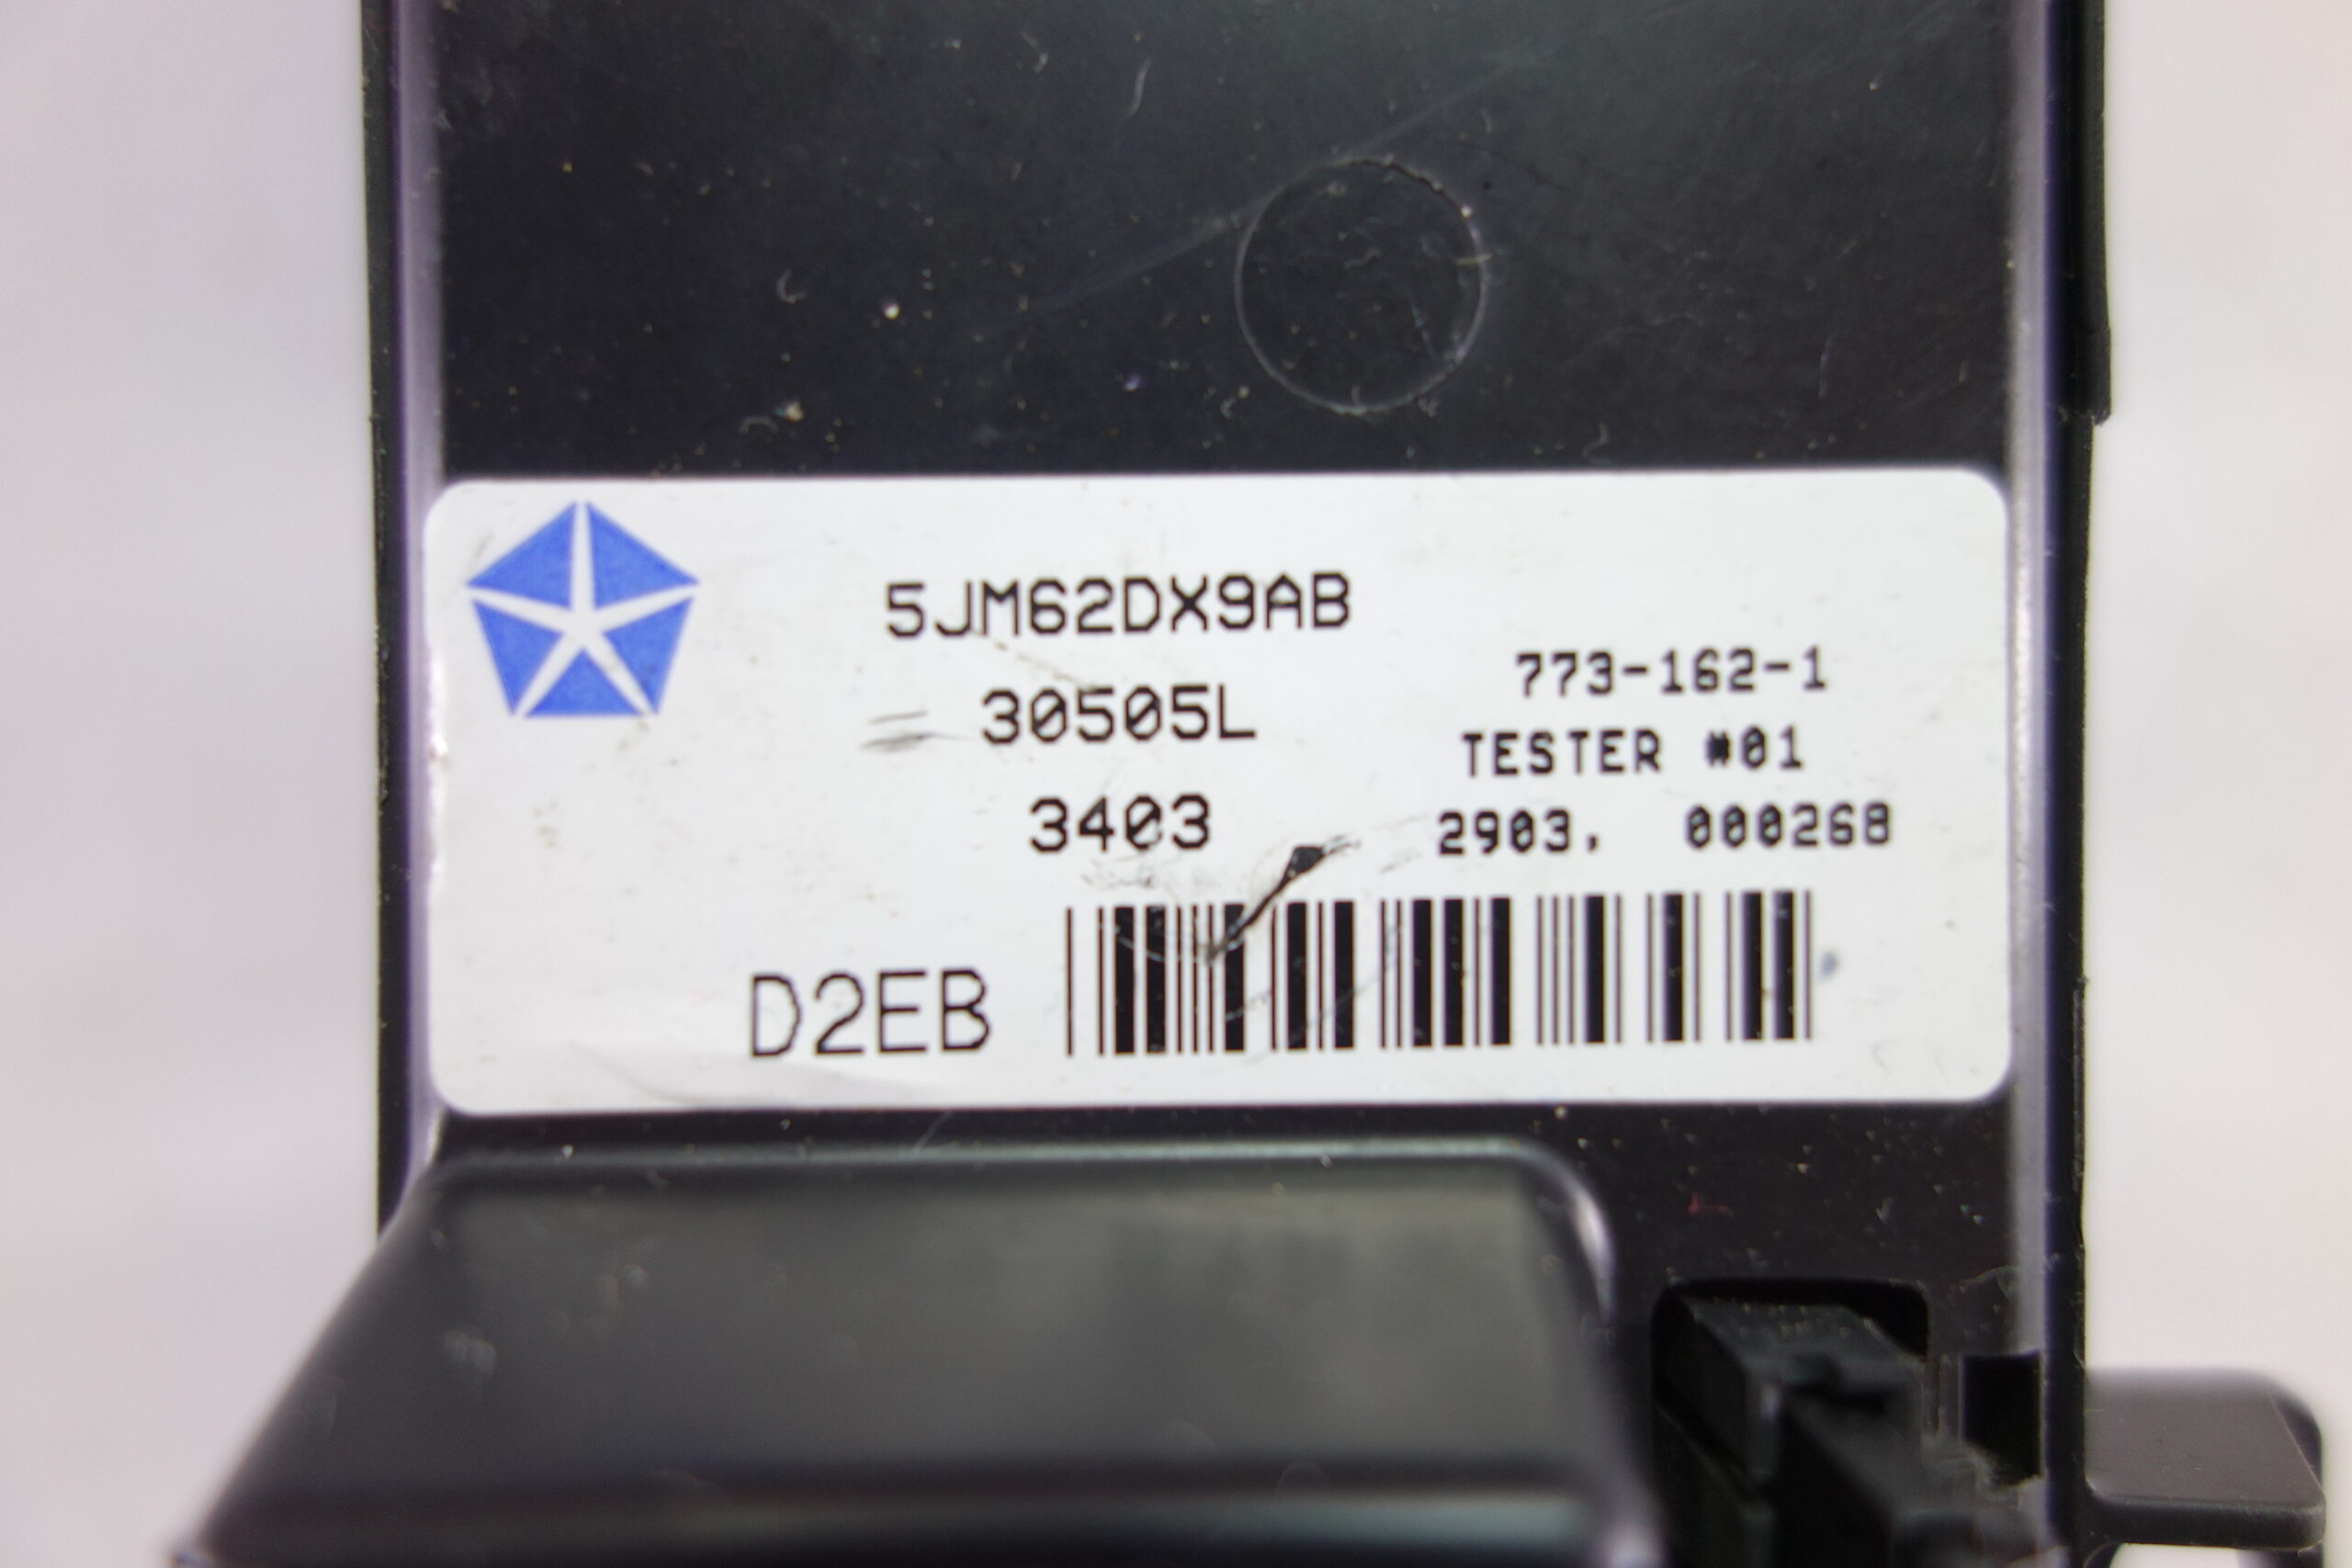 5JM62DX9AB
30505L
3403
773-162-1
TESTER #01
2903, 000268
D2EB